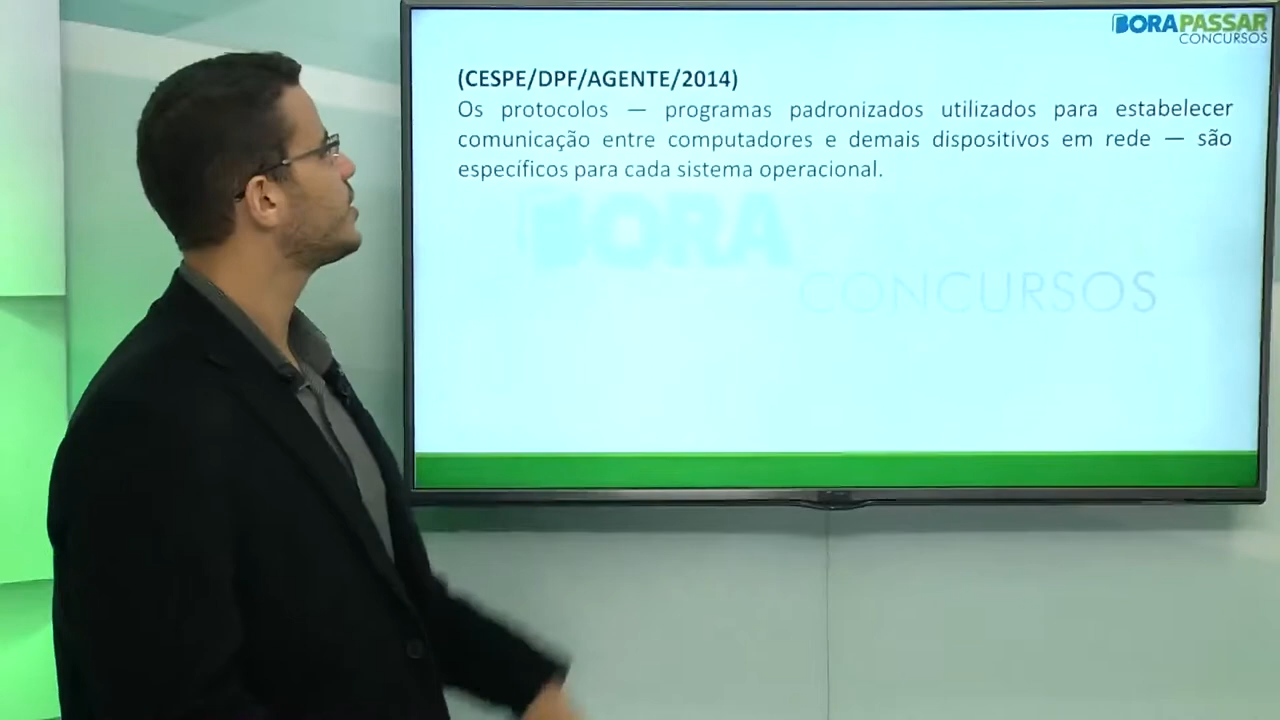 BORAPASSAR
CONCURSOS
(CESPE/DPF/AGENTE/2014)
Os protocolos — programas padronizados utilizados para estabelecer
comunicação entre computadores e demais dispositivos em rede — são
específicos para cada sistema operacional.
BORA
CONCURSOS